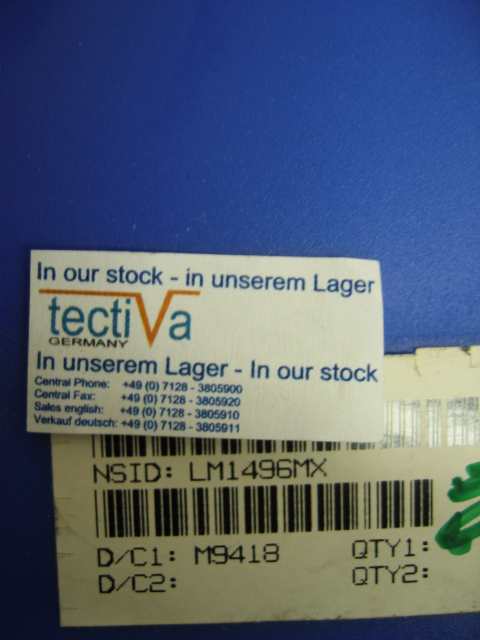 In our stock - in unserem Lager
tectiVa
GERMANY
In unserem Lager - In our stock
Central Phone: +49 (0) 7128 - 3805900
Central Fax: +49 (0) 7128 - 3805920
Sales english: +49 (0) 7128 - 3805910
Verkauf deutsch: +49 (0) 7128 - 3805911
NSID: LM1496MX
D/C1: M9418 QTY1:
D/C2: QTY2: